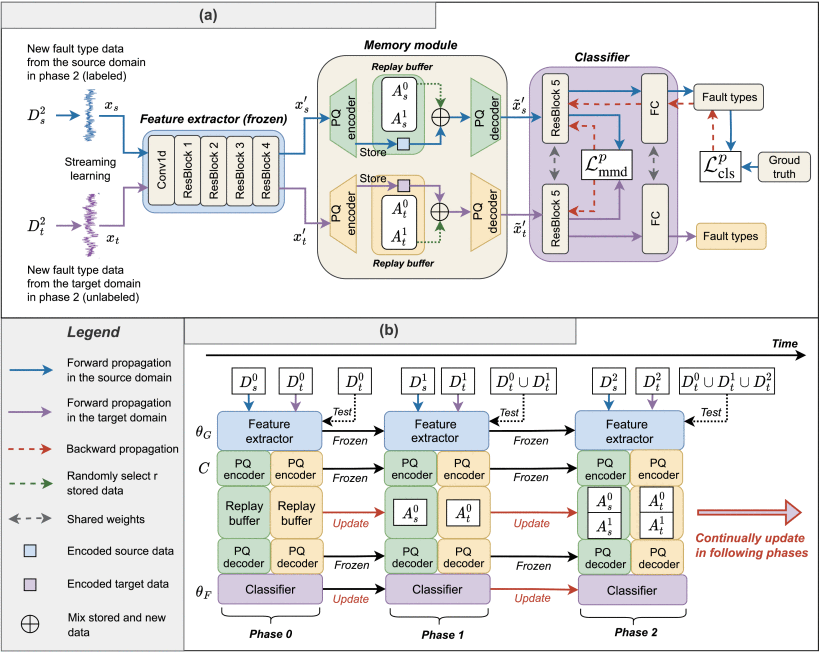 (a)
New fault type data
from the source domain
in phase 2 (labeled)
D_s^2
x_s
Streaming
learning
D_t^2
x_t
New fault type data
from the target domain
in phase 2 (unlabeled)
Feature extractor (frozen)
Conv1d
ResBlock 1
ResBlock 2
ResBlock 3
ResBlock 4
x'_s
x'_t
Memory module
Replay buffer
PQ
encoder
A_s^0
A_s^1
Store
PQ
decoder
PQ
encoder
Store
A_t^0
A_t^1
PQ
decoder
Replay buffer
x̃'_s
x̃'_t
Classifier
ResBlock 5
FC
ℒ_mmd^p
ResBlock 5
FC
Fault types
ℒ_cls^p
Groud
truth
Fault types
Legend
Forward propagation
in the source domain
Forward propagation
in the target domain
Backward propagation
Randomly select r
stored data
Shared weights
Encoded source data
Encoded target data
Mix stored and new
data
(b)
Time
D_s^0
D_t^0
D_t^0
D_s^1
D_t^1
D_t^0 ∪ D_t^1
D_s^2
D_t^2
D_t^0 ∪ D_t^1 ∪ D_t^2
Test
Test
Test
θ_G
Feature
extractor
Frozen
Feature
extractor
Frozen
Feature
extractor
C
PQ
encoder
PQ
encoder
Frozen
PQ
encoder
PQ
encoder
Frozen
PQ
encoder
PQ
encoder
Replay
buffer
Replay
buffer
Update
A_s^0
A_t^0
Update
A_s^0
A_s^1
A_t^0
A_t^1
Continually update
in following phases
PQ
decoder
PQ
decoder
Frozen
PQ
decoder
PQ
decoder
Frozen
PQ
decoder
PQ
decoder
θ_F
Classifier
Update
Classifier
Update
Classifier
Phase 0
Phase 1
Phase 2